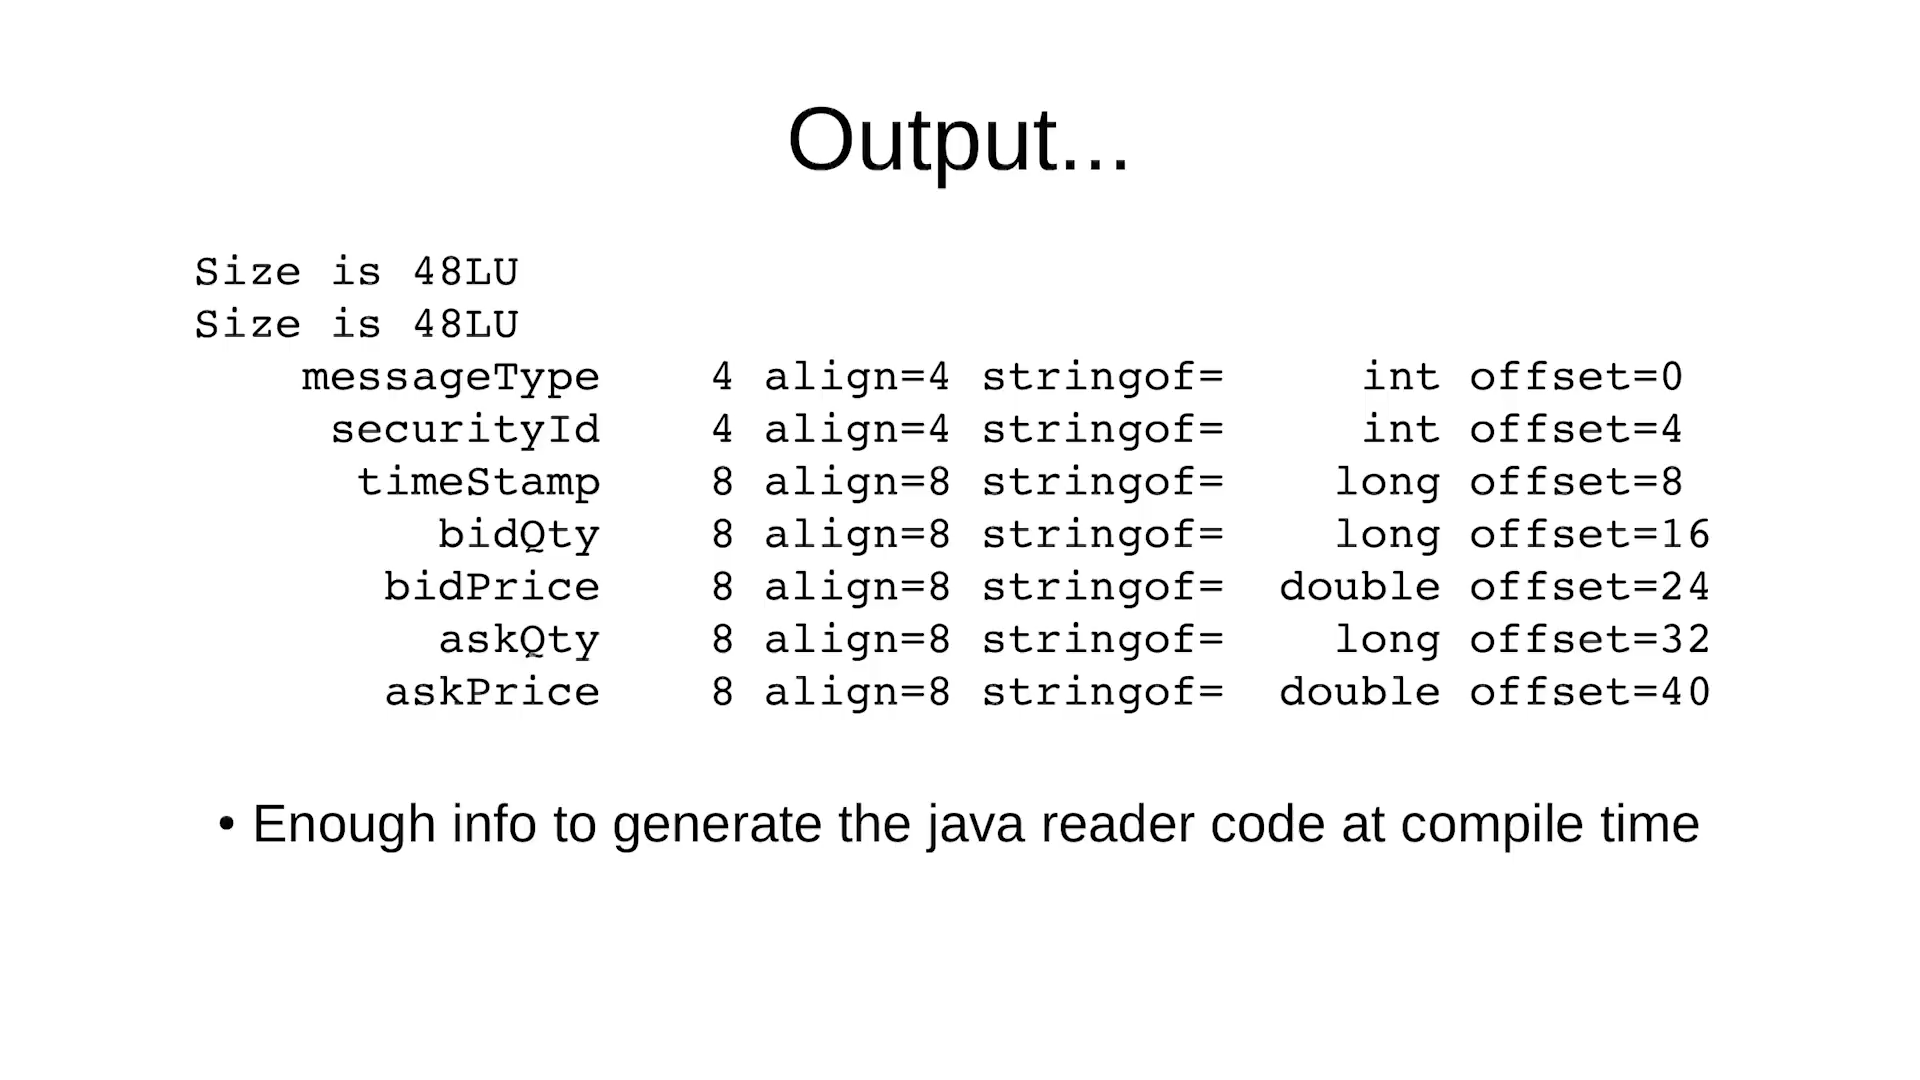 Output...
Size is 48LU
Size is 48LU
messageType 4 align=4 stringof= int offset=0
securityId 4 align=4 stringof= int offset=4
timeStamp 8 align=8 stringof= long offset=8
bidQty 8 align=8 stringof= long offset=16
bidPrice 8 align=8 stringof= double offset=24
askQty 8 align=8 stringof= long offset=32
askPrice 8 align=8 stringof= double offset=40
• Enough info to generate the java reader code at compile time